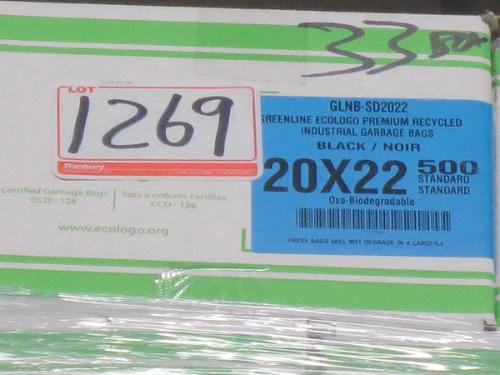 33 Box
LOT
1269
Danbury
GLNB-SD2022
GREENLINE ECOLOGO PREMIUM RECYCLED
INDUSTRIAL GARBAGE BAGS
BLACK / NOIR
20X22 500
STANDARD
STANDARD
Oxo-Biodegradable
THESE BAGS WILL NOT DEGRADE IN A LANDFILL
Certified Garbage Bags
CCD - 126
Sacs a ordures certifies
CCD - 126
www.ecologo.org